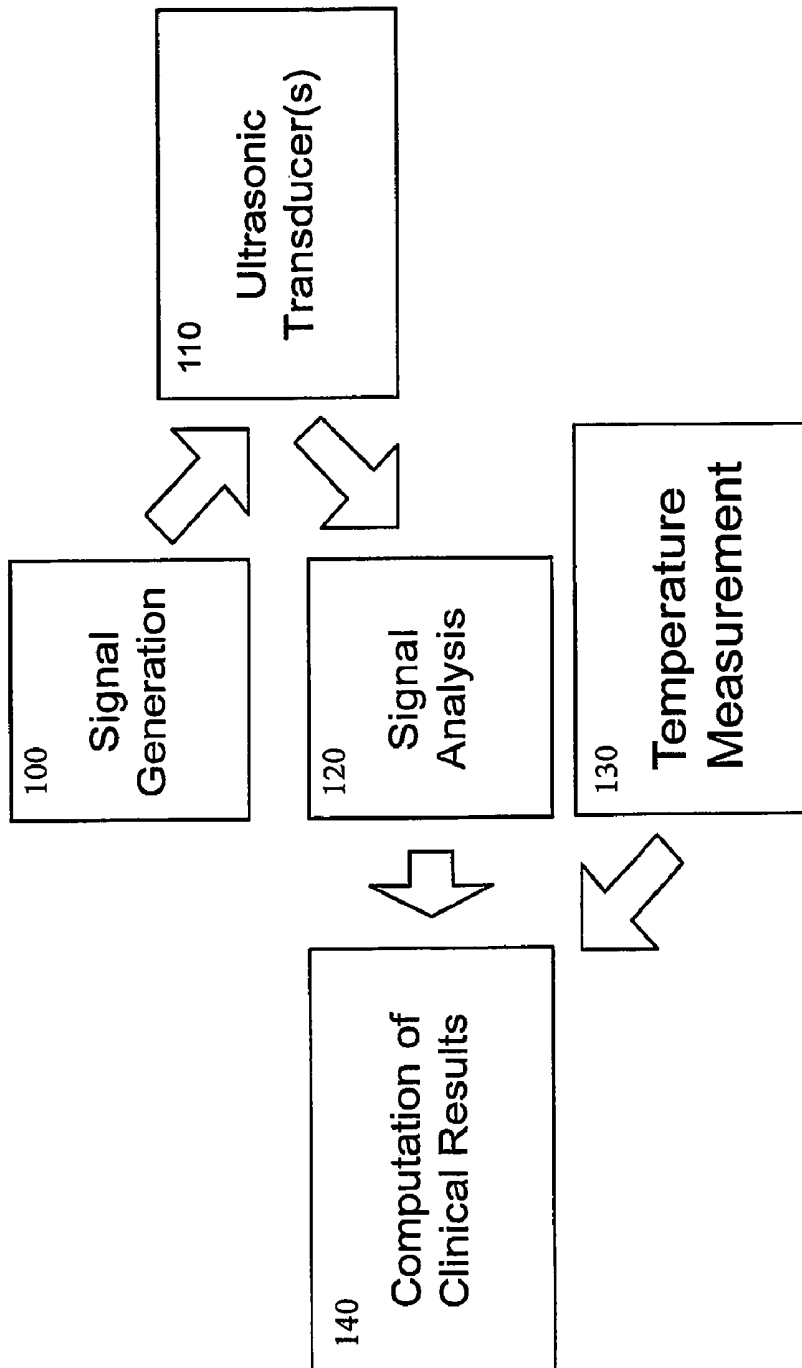 100
Signal
Generation
110
Ultrasonic
Transducer(s)
120
Signal
Analysis
130
Temperature
Measurement
140
Computation of
Clinical Results